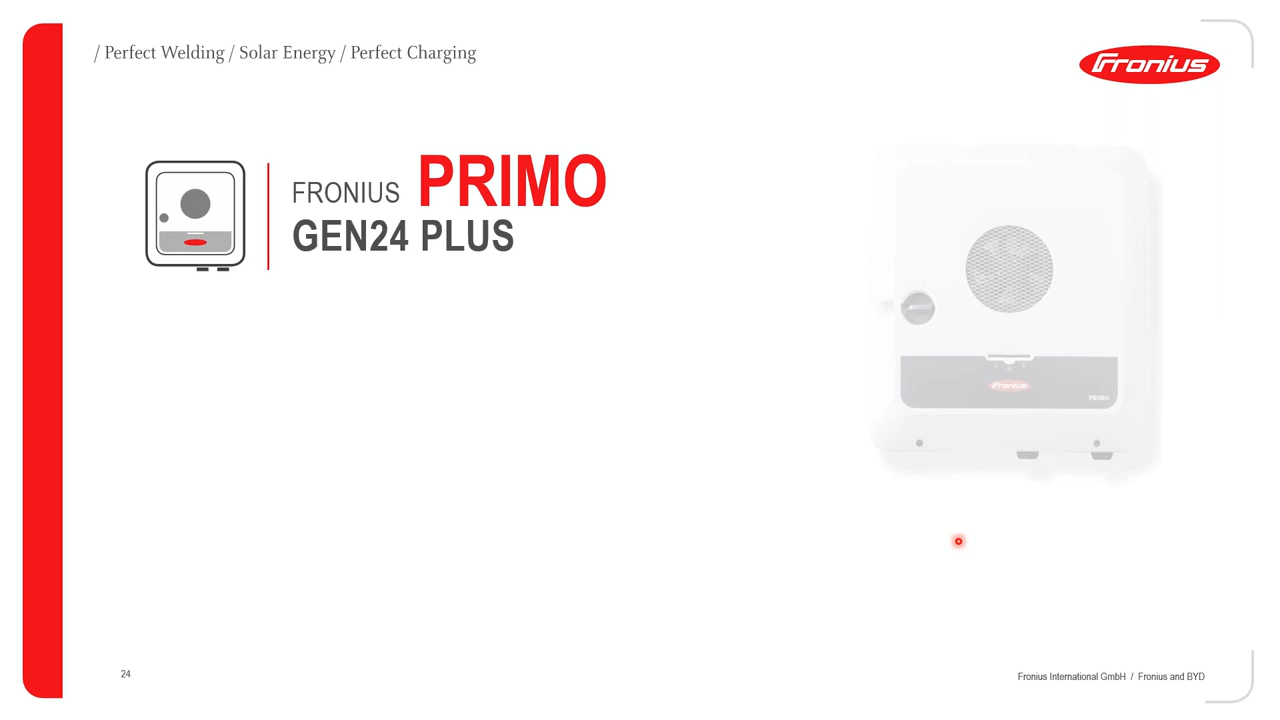 / Perfect Welding / Solar Energy / Perfect Charging
Fronius
FRONIUS PRIMO
GEN24 PLUS
Fronius
PRIMO
24
Fronius International GmbH / Fronius and BYD